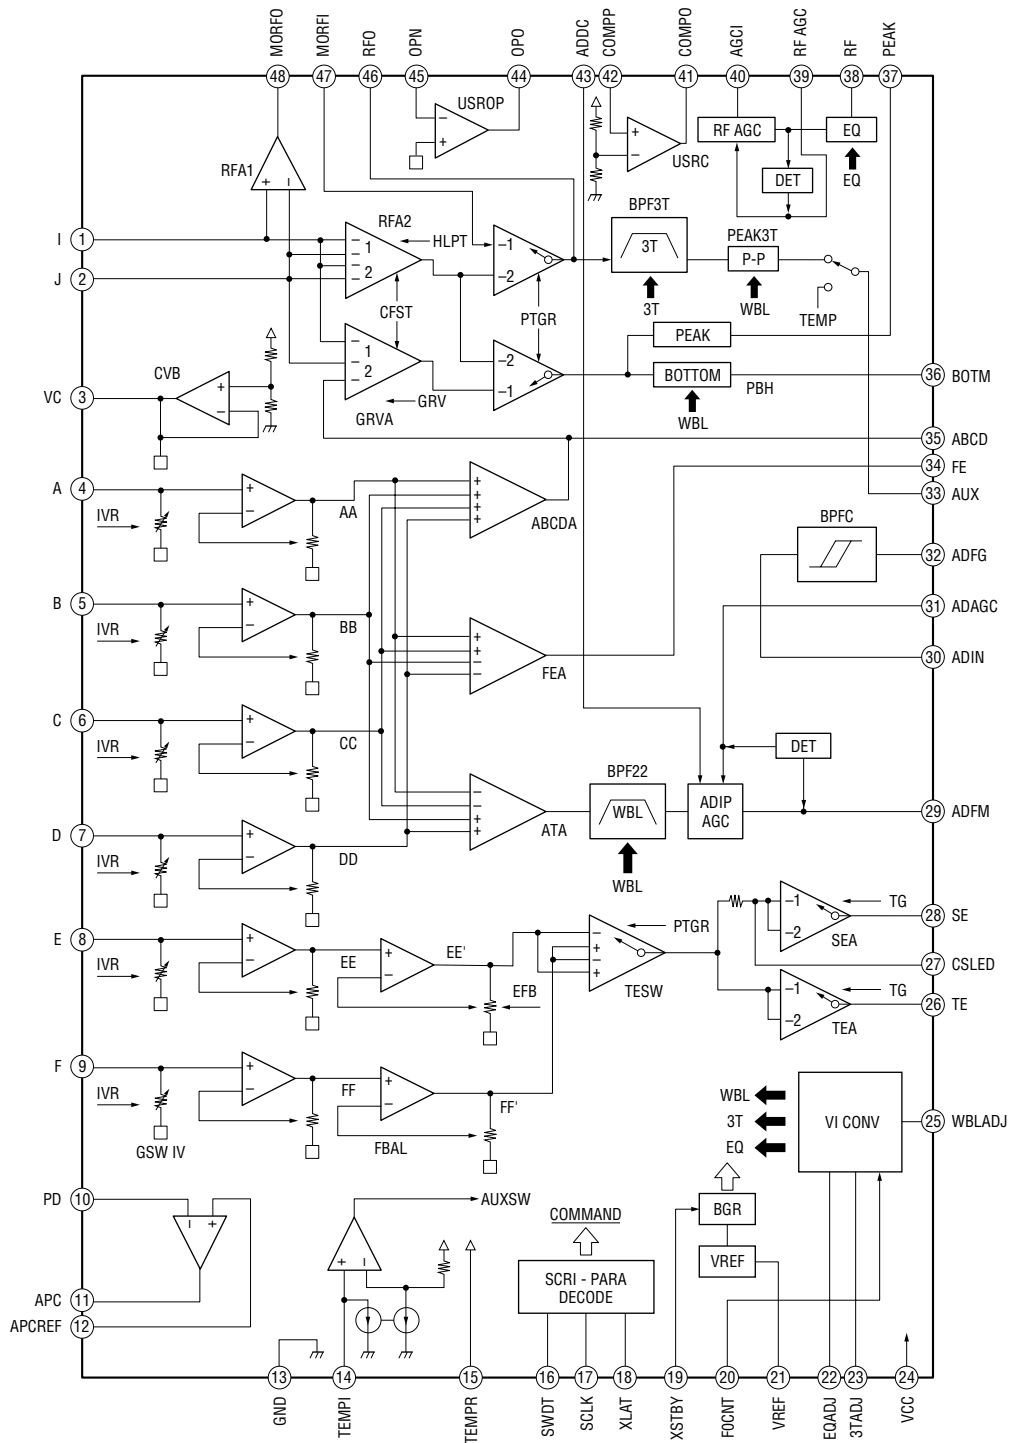 MORFO
MORFI
RFO
OPN
OPO
ADDC
COMPP
COMPO
AGCI
RF AGC
RF
PEAK
48
47
46
45
44
43
42
41
40
39
38
37
USROP
−
+
+
−
USRC
RF AGC
EQ
DET
EQ
RFA1
+ −
RFA2
HLPT
BPF3T
3T
3T
PEAK3T
P-P
WBL
TEMP
I 1
J 2
− 1
−
−
− 2
−1
−2
CFST
PTGR
− 1
−
− 2
GRV
GRVA
−2
−1
PEAK
BOTTOM
PBH
WBL
36 BOTM
CVB
+
−
VC 3
35 ABCD
34 FE
33 AUX
A 4
IVR
+
−
AA
+
+
+
+
ABCDA
BPFC
32 ADFG
B 5
IVR
+
−
BB
+
+
−
−
FEA
31 ADAGC
30 ADIN
C 6
IVR
+
−
CC
DET
BPF22
WBL
WBL
ADIP
AGC
−
−
+
+
ATA
29 ADFM
D 7
IVR
+
−
DD
E 8
IVR
+
−
EE
+
−
EE'
EFB
−
+
−
+
PTGR
TESW
−1
−2
TG
SEA
28 SE
27 CSLED
−1
−2
TG
TEA
26 TE
F 9
IVR
GSW IV
+
−
FF
+
−
FF'
FBAL
WBL
3T
EQ
VI CONV
25 WBLADJ
PD 10
− +
APC 11
APCREF 12
AUXSW
+ −
COMMAND
SCRI - PARA
DECODE
BGR
VREF
13
14
15
16
17
18
19
20
21
22
23
24
GND
TEMPI
TEMPR
SWDT
SCLK
XLAT
XSTBY
F0CNT
VREF
EQADJ
3TADJ
VCC